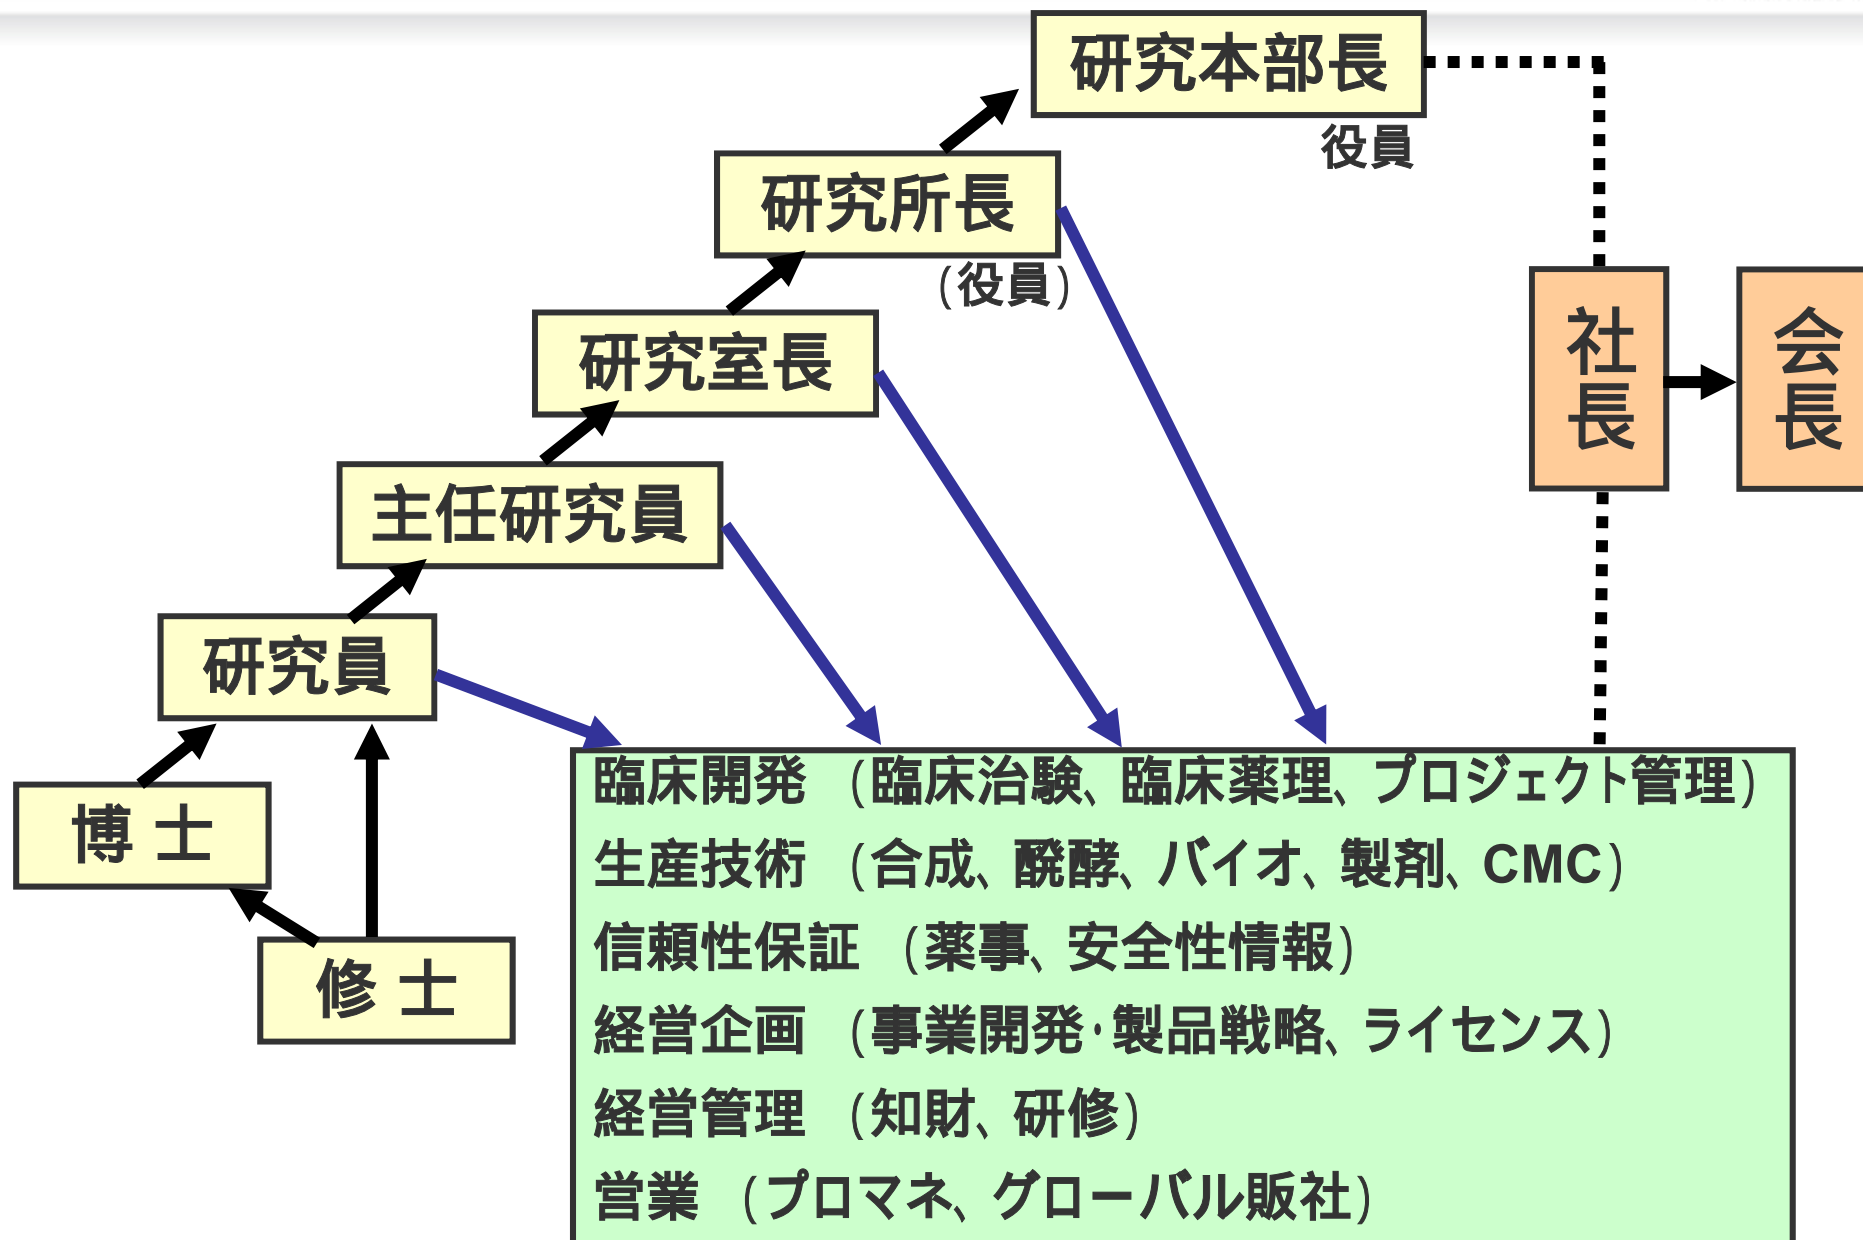 研究本部長
役員
研究所長
(役員)
研究室長
社長
会長
主任研究員
研究員
博 士
修 士
臨床開発 (臨床治験、臨床薬理、プロジェクト管理)
生産技術 (合成、醗酵、バイオ、製剤、CMC)
信頼性保証 (薬事、安全性情報)
経営企画 (事業開発・製品戦略、ライセンス)
経営管理 (知財、研修)
営業 (プロマネ、グローバル販社)